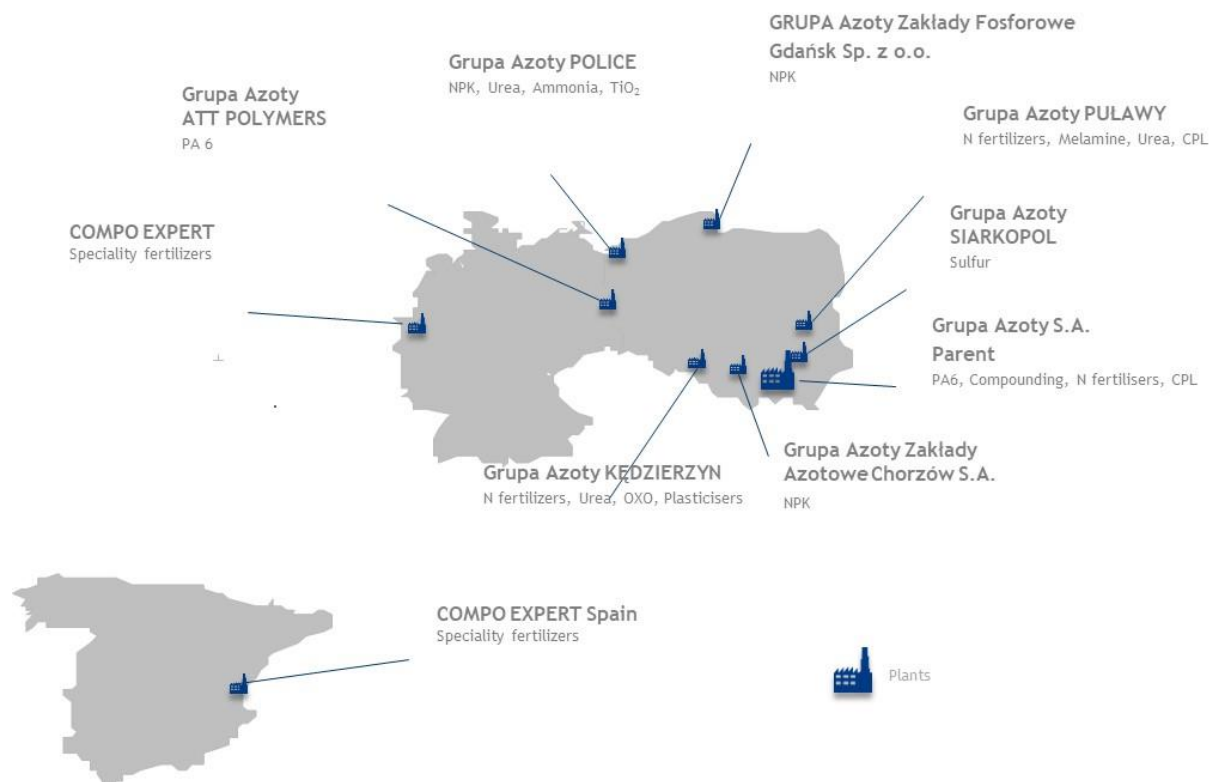 GRUPA Azoty Zakłady Fosforowe
Gdańsk Sp. z o.o.
NPK
Grupa Azoty POLICE
NPK, Urea, Ammonia, TiO₂
Grupa Azoty
ATT POLYMERS
PA 6
Grupa Azoty PUŁAWY
N fertilizers, Melamine, Urea, CPL
COMPO EXPERT
Speciality fertilizers
Grupa Azoty
SIARKOPOL
Sulfur
Grupa Azoty S.A.
Parent
PA6, Compounding, N fertilisers, CPL
Grupa Azoty KĘDZIERZYN
N fertilizers, Urea, OXO, Plasticisers
Grupa Azoty Zakłady
Azotowe Chorzów S.A.
NPK
COMPO EXPERT Spain
Speciality fertilizers
Plants